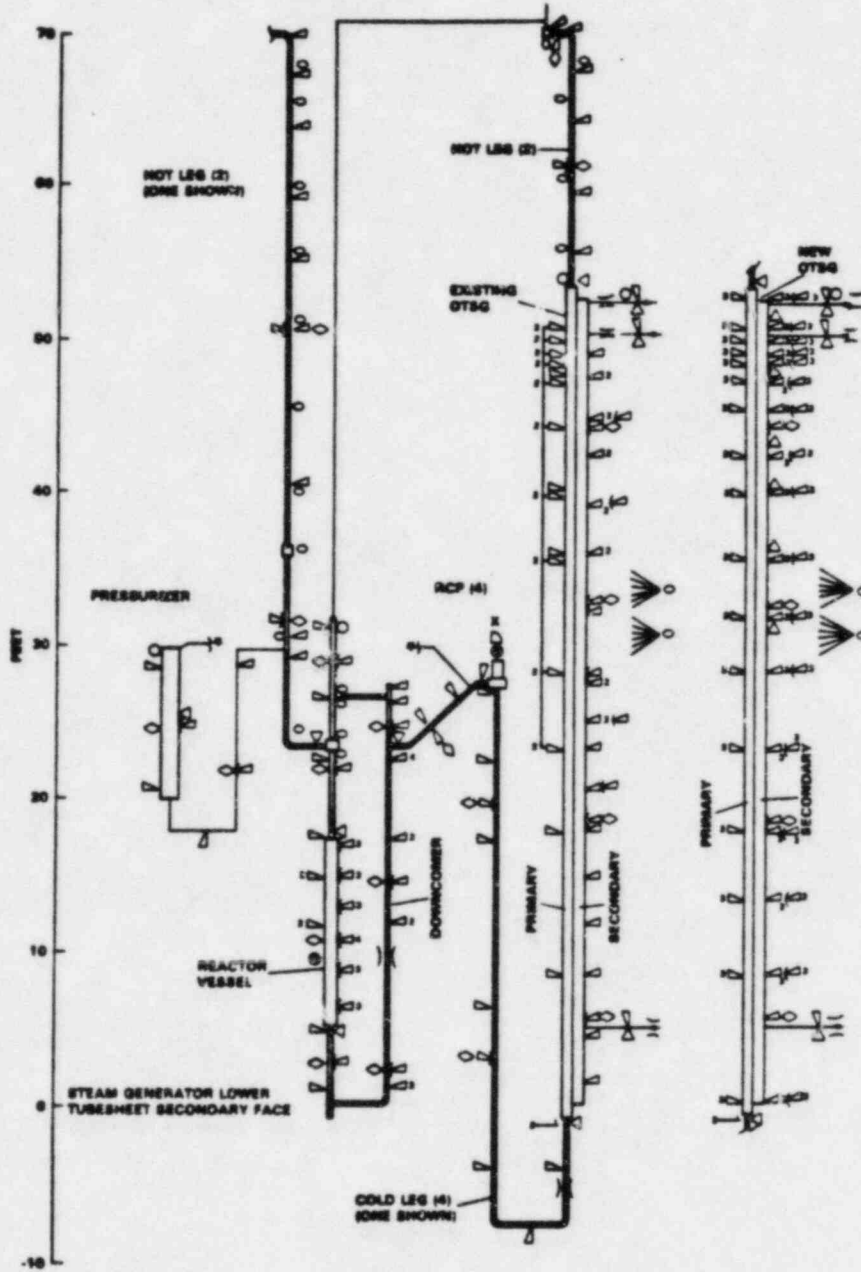 70
HOT LEG (2)
(ONE SHOWN)
HOT LEG (2)
60
NEW
OTSG
EXISTING
OTSG
50
40
PRESSURIZER
RCP (4)
30
FEET
20
DOWNCOMER
PRIMARY
SECONDARY
PRIMARY
SECONDARY
10
REACTOR
VESSEL
STEAM GENERATOR LOWER
TUBESHEET SECONDARY FACE
0
COLD LEG (4)
(ONE SHOWN)
-10